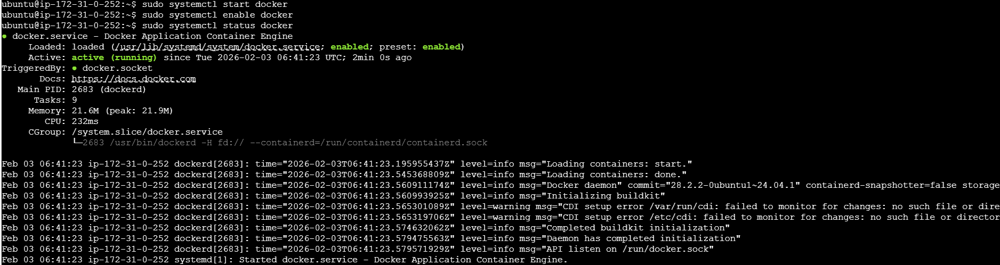 ubuntu@ip-172-31-0-252:~$ sudo systemctl start docker
ubuntu@ip-172-31-0-252:~$ sudo systemctl enable docker
ubuntu@ip-172-31-0-252:~$ sudo systemctl status docker
● docker.service - Docker Application Container Engine
     Loaded: loaded (/usr/lib/systemd/system/docker.service; enabled; preset: enabled)
     Active: active (running) since Tue 2026-02-03 06:41:23 UTC; 2min 0s ago
TriggeredBy: ● docker.socket
       Docs: https://docs.docker.com
   Main PID: 2683 (dockerd)
      Tasks: 9
     Memory: 21.6M (peak: 21.9M)
        CPU: 232ms
     CGroup: /system.slice/docker.service
             └─2683 /usr/bin/dockerd -H fd:// --containerd=/run/containerd/containerd.sock
Feb 03 06:41:23 ip-172-31-0-252 dockerd[2683]: time="2026-02-03T06:41:23.195955437Z" level=info msg="Loading containers: start."
Feb 03 06:41:23 ip-172-31-0-252 dockerd[2683]: time="2026-02-03T06:41:23.545368809Z" level=info msg="Loading containers: done."
Feb 03 06:41:23 ip-172-31-0-252 dockerd[2683]: time="2026-02-03T06:41:23.560911174Z" level=info msg="Docker daemon" commit="28.2.2-0ubuntu1~24.04.1" containerd-snapshotter=false storage
Feb 03 06:41:23 ip-172-31-0-252 dockerd[2683]: time="2026-02-03T06:41:23.560993925Z" level=info msg="Initializing buildkit"
Feb 03 06:41:23 ip-172-31-0-252 dockerd[2683]: time="2026-02-03T06:41:23.565301089Z" level=warning msg="CDI setup error /var/run/cdi: failed to monitor for changes: no such file or dire
Feb 03 06:41:23 ip-172-31-0-252 dockerd[2683]: time="2026-02-03T06:41:23.565319706Z" level=warning msg="CDI setup error /etc/cdi: failed to monitor for changes: no such file or director
Feb 03 06:41:23 ip-172-31-0-252 dockerd[2683]: time="2026-02-03T06:41:23.574632062Z" level=info msg="Completed buildkit initialization"
Feb 03 06:41:23 ip-172-31-0-252 dockerd[2683]: time="2026-02-03T06:41:23.579475563Z" level=info msg="Daemon has completed initialization"
Feb 03 06:41:23 ip-172-31-0-252 dockerd[2683]: time="2026-02-03T06:41:23.579571929Z" level=info msg="API listen on /run/docker.sock"
Feb 03 06:41:23 ip-172-31-0-252 systemd[1]: Started docker.service - Docker Application Container Engine.